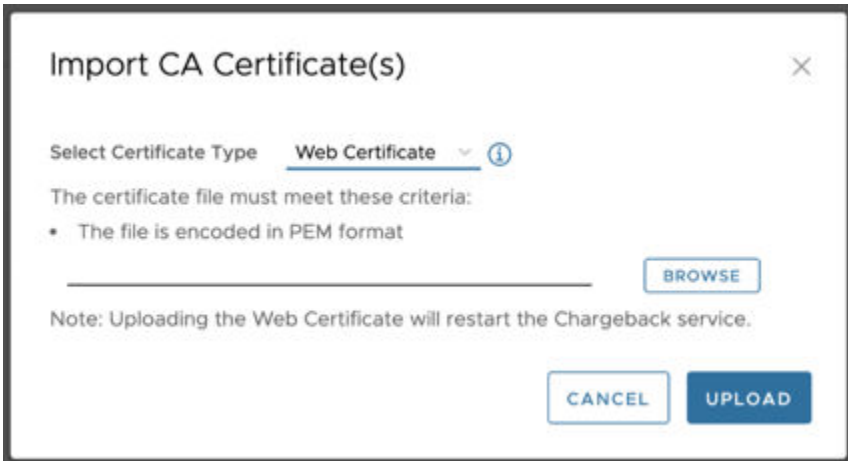 Import CA Certificate(s)
Select Certificate Type Web Certificate
The certificate file must meet these criteria:
• The file is encoded in PEM format
BROWSE
Note: Uploading the Web Certificate will restart the Chargeback service.
CANCEL UPLOAD